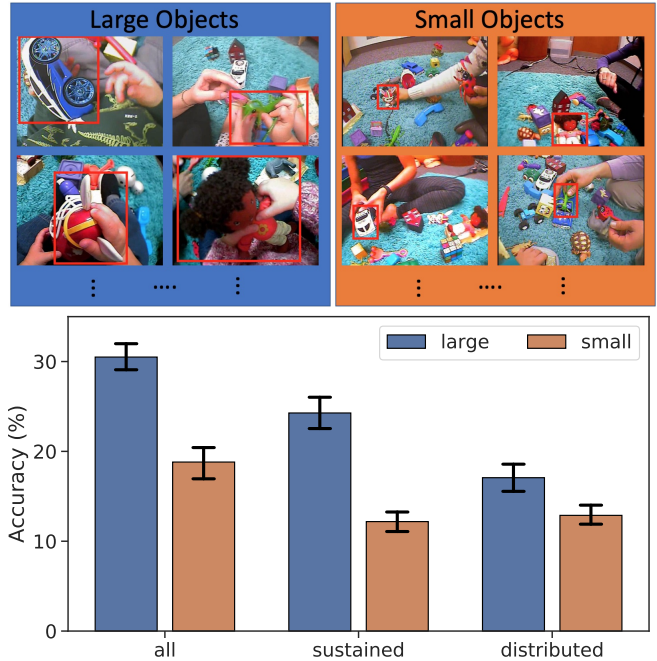 Large Objects
Small Objects
⋮ .... ⋮
⋮ .... ⋮
large
small
Accuracy (%)
30
20
10
0
all
sustained
distributed